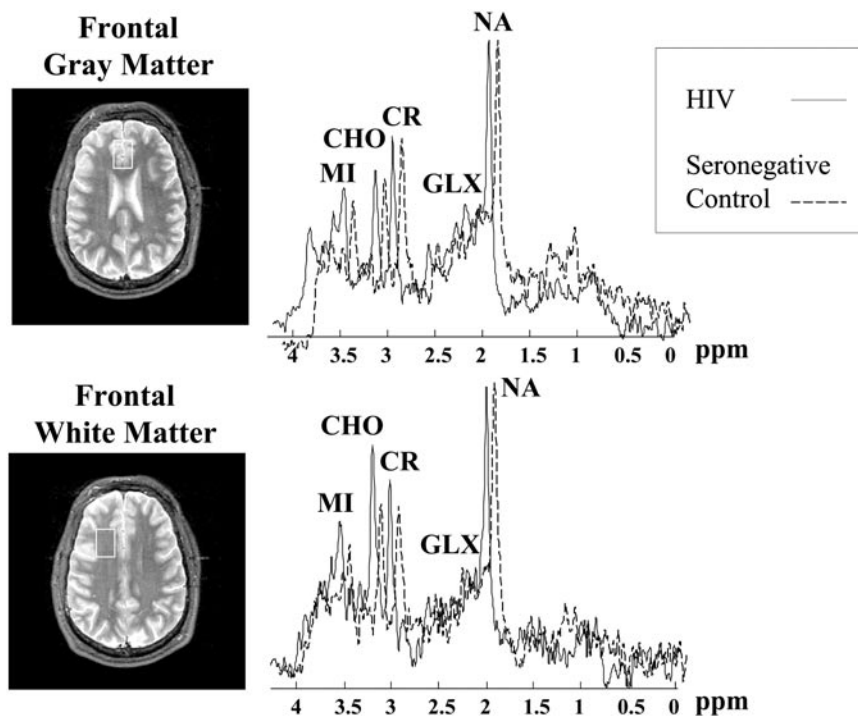 Frontal
Gray Matter
NA
CR
CHO
MI
GLX
4 3.5 3 2.5 2 1.5 1 0.5 0 ppm
HIV
Seronegative
Control
Frontal
White Matter
NA
CHO
CR
MI
GLX
4 3.5 3 2.5 2 1.5 1 0.5 0 ppm